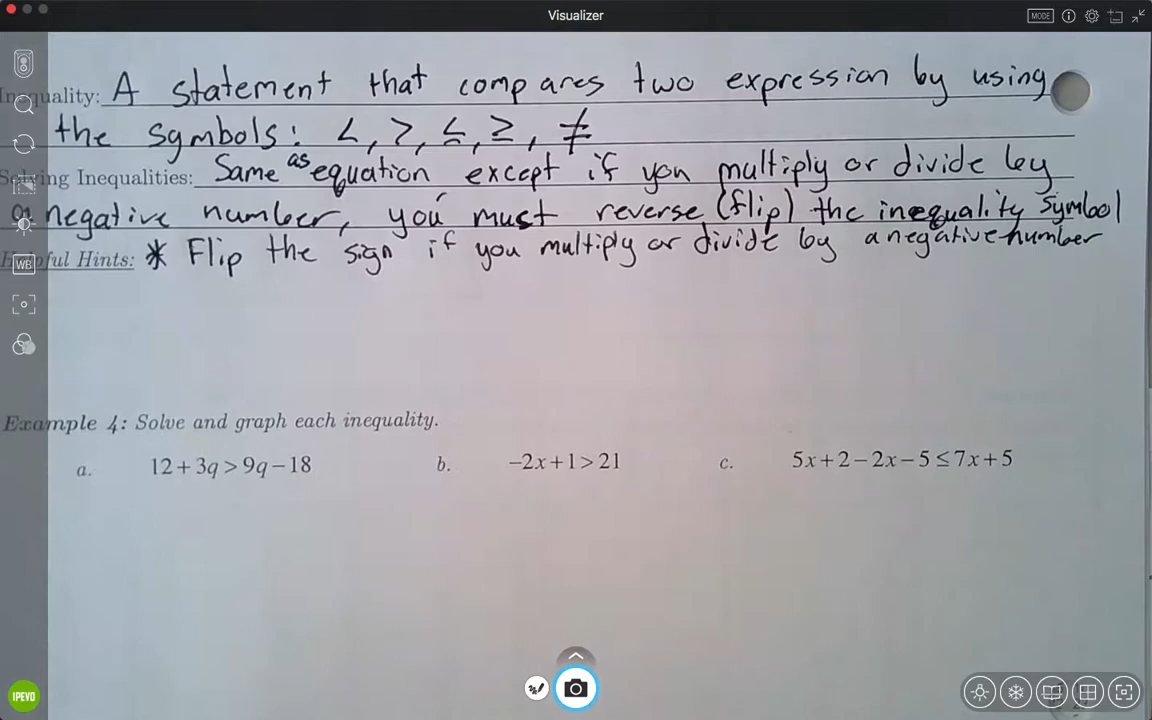 Visualizer
MODE
Inequality: A statement that compares two expression by using
the symbols: <, >, ≤, ≥, ≠
Solving Inequalities: Same as equation except if you multiply or divide by
a negative number, you must reverse (flip) the inequality symbol
Helpful Hints: * Flip the sign if you multiply or divide by a negative number
WB
Example 4: Solve and graph each inequality.
a. 12+3q>9q−18 b. −2x+1>21 c. 5x+2−2x−5≤7x+5
IPEVO